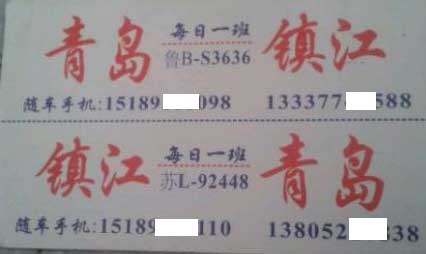 青岛 每日一班 镇江
鲁B-S3636
随车手机:15189 098 133377 588
镇江 每日一班 青岛
苏L-92448
随车手机:15189 110 138052 838